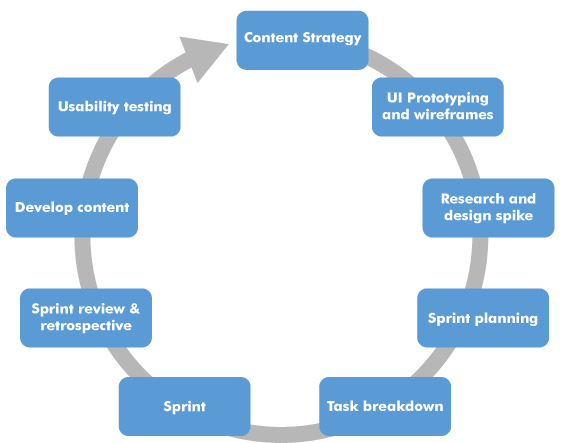 Content Strategy
UI Prototyping
and wireframes
Research and
design spike
Sprint planning
Task breakdown
Sprint
Sprint review &
retrospective
Develop content
Usability testing